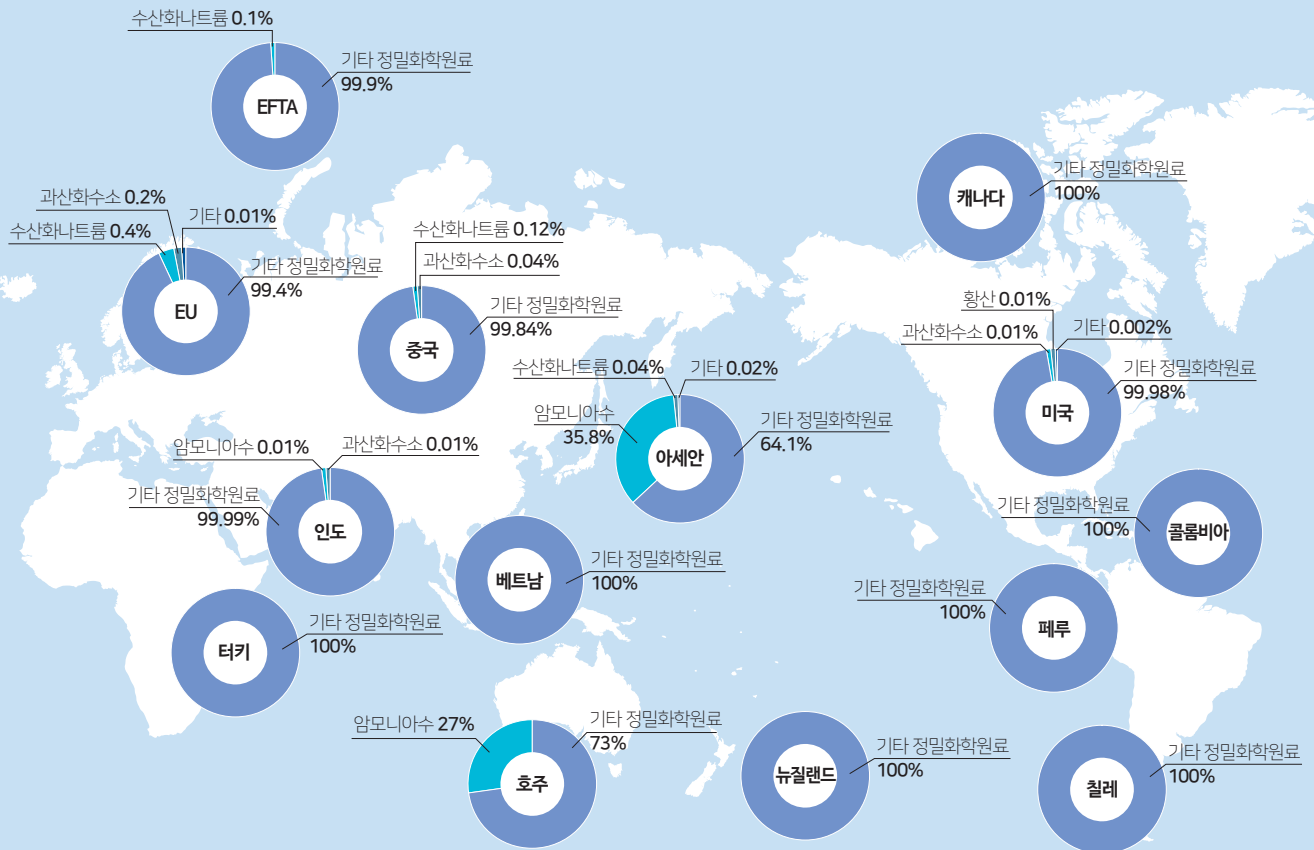 수산화나트륨 0.1%
기타 정밀화학원료
99.9%
EFTA
과산화수소 0.2%
기타 0.01%
수산화나트륨 0.4%
기타 정밀화학원료
99.4%
EU
수산화나트륨 0.12%
과산화수소 0.04%
기타 정밀화학원료
99.84%
중국
기타 정밀화학원료
100%
캐나다
황산 0.01%
기타 0.002%
과산화수소 0.01%
기타 정밀화학원료
99.98%
미국
수산화나트륨 0.04%
기타 0.02%
암모니아수
35.8%
기타 정밀화학원료
64.1%
아세안
암모니아수 0.01%
과산화수소 0.01%
기타 정밀화학원료
99.99%
인도
기타 정밀화학원료
100%
베트남
기타 정밀화학원료
100%
콜롬비아
기타 정밀화학원료
100%
페루
기타 정밀화학원료
100%
터키
암모니아수 27%
기타 정밀화학원료
73%
호주
기타 정밀화학원료
100%
뉴질랜드
기타 정밀화학원료
100%
칠레